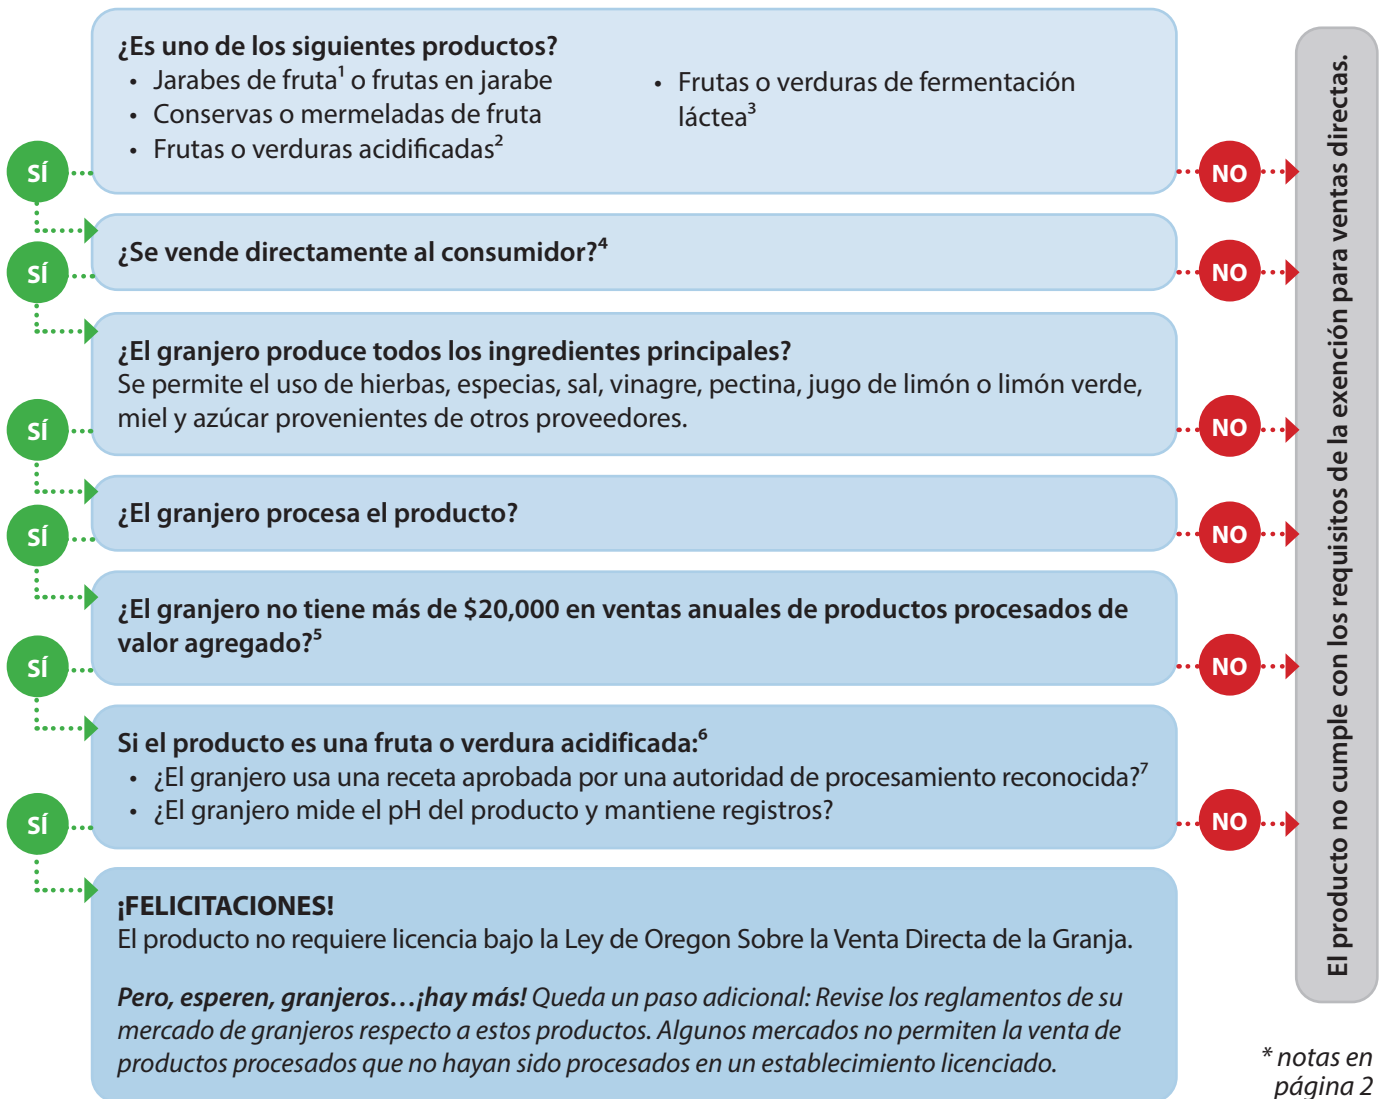 ¿Es uno de los siguientes productos?
• Jarabes de fruta¹ o frutas en jarabe
• Conservas o mermeladas de fruta
• Frutas o verduras acidificadas²
• Frutas o verduras de fermentación
láctea³
SÍ
NO
¿Se vende directamente al consumidor?⁴
SÍ
NO
¿El granjero produce todos los ingredientes principales?
Se permite el uso de hierbas, especias, sal, vinagre, pectina, jugo de limón o limón verde,
miel y azúcar provenientes de otros proveedores.
SÍ
NO
¿El granjero procesa el producto?
SÍ
NO
¿El granjero no tiene más de $20,000 en ventas anuales de productos procesados de
valor agregado?⁵
SÍ
NO
Si el producto es una fruta o verdura acidificada:⁶
• ¿El granjero usa una receta aprobada por una autoridad de procesamiento reconocida?⁷
• ¿El granjero mide el pH del producto y mantiene registros?
SÍ
NO
¡FELICITACIONES!
El producto no requiere licencia bajo la Ley de Oregon Sobre la Venta Directa de la Granja.
Pero, esperen, granjeros…¡hay más! Queda un paso adicional: Revise los reglamentos de su
mercado de granjeros respecto a estos productos. Algunos mercados no permiten la venta de
productos procesados que no hayan sido procesados en un establecimiento licenciado.
El producto no cumple con los requisitos de la exención para ventas directas.
* notas en
página 2